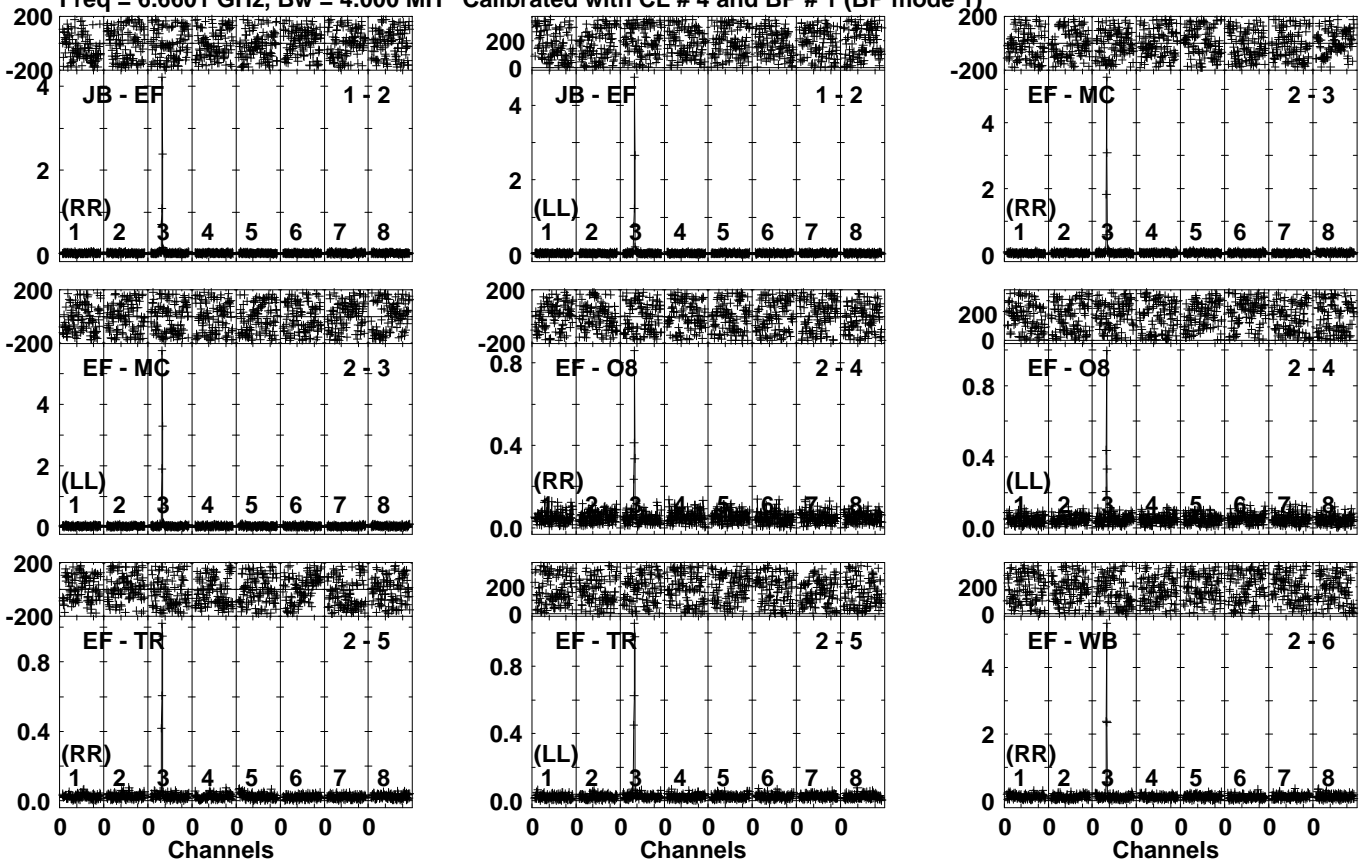 Freq = 6.6601 GHz, Bw = 4.000 MH Calibrated with CL # 4 and BP # 1 (BP mode 1)
200 200 200
-200 0 -200
JB - EF 1 - 2 JB - EF 1 - 2 EF - MC 2 - 3
4 4 4
2 2 2
(RR) (LL) (RR)
1 2 3 4 5 6 7 8 1 2 3 4 5 6 7 8 1 2 3 4 5 6 7 8
0 0 0
200 200 200
-200 -200 0
EF - MC 2 - 3 EF - O8 2 - 4 EF - O8 2 - 4
4 0.8 0.8
2 0.4 0.4
(LL) (RR) (LL)
1 2 3 4 5 6 7 8 1 2 3 4 5 6 7 8 1 2 3 4 5 6 7 8
0 0.0 0.0
200 200 200
-200 0 0
EF - TR 2 - 5 EF - TR 2 - 5 EF - WB 2 - 6
0.8 0.8 4
0.4 0.4 2
(RR) (LL) (RR)
1 2 3 4 5 6 7 8 1 2 3 4 5 6 7 8 1 2 3 4 5 6 7 8
0.0 0.0 0
0 0 0 0 0 0 0 0 0 0 0 0 0 0 0 0 0 0 0 0 0 0 0 0
Channels Channels Channels